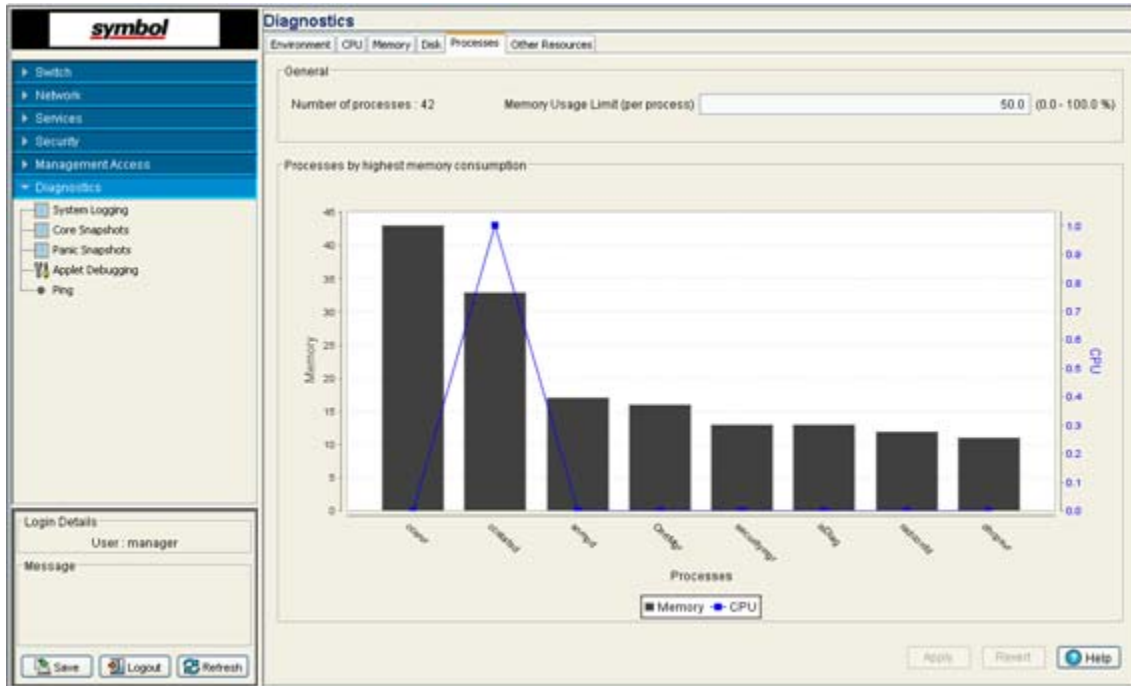 symbol
Switch
Network
Services
Security
Management Access
Diagnostics
System Logging
Core Snapshots
Panic Snapshots
Applet Debugging
Ping
Login Details
User : manager
Message
Save Logout Refresh
Diagnostics
Environment CPU Memory Disk Processes Other Resources
General
Number of processes : 42 Memory Usage Limit (per process) 50.0 (0.0 - 100.0 %)
Processes by highest memory consumption
45
40
35
30
25
20
15
10
5
0
Memory
1.0
0.9
0.8
0.7
0.6
0.5
0.4
0.3
0.2
0.1
0.0
CPU
securitymgr
Processes
Memory CPU
Apply Revert Help